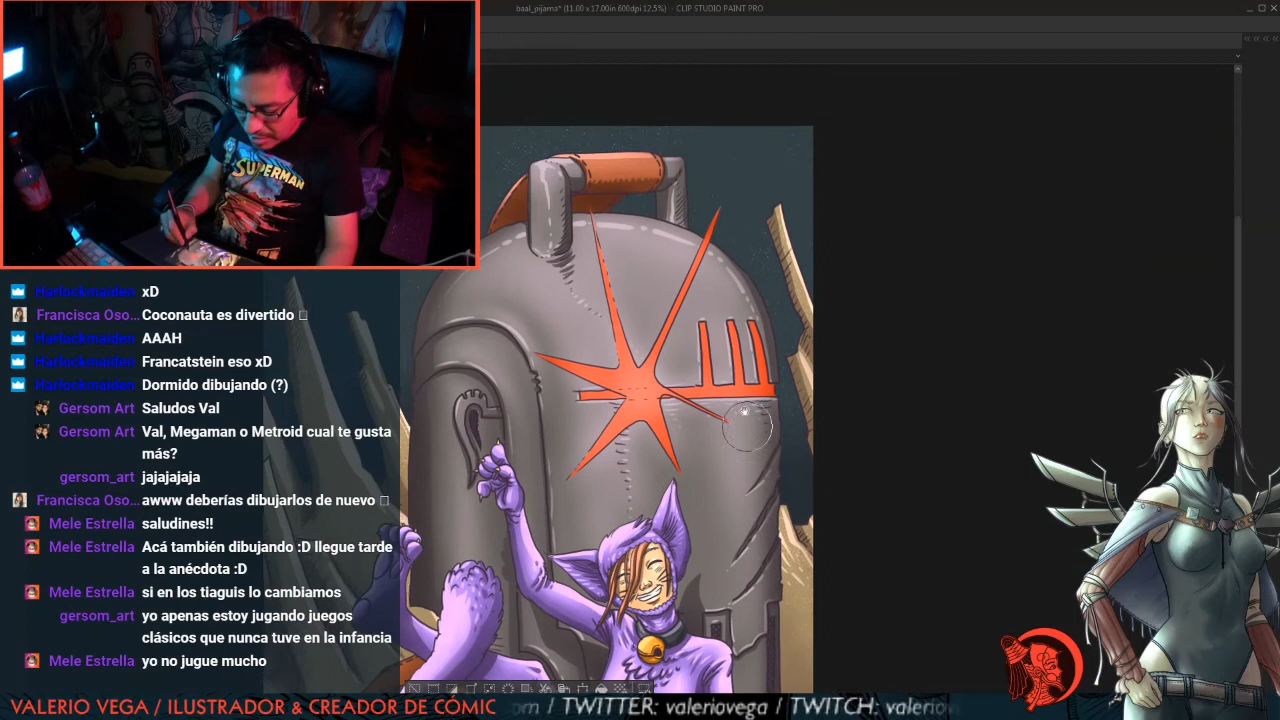 baal_pijama* (11.00 x 17.00in 600dpi 12.5%) - CLIP STUDIO PAINT PRO
SUPERMAN
Harlockmaiden xD
Francisca Oso... Coconauta es divertido
Harlockmaiden AAAH
Harlockmaiden Francatstein eso xD
Harlockmaiden Dormido dibujando (?)
Gersom Art Saludos Val
Gersom Art Val, Megaman o Metroid cual te gusta
más?
gersom_art jajajajaja
Francisca Oso... awww deberías dibujarlos de nuevo
Mele Estrella saludines!!
Mele Estrella Acá también dibujando :D llegue tarde
a la anécdota :D
Mele Estrella si en los tiaguis lo cambiamos
gersom_art yo apenas estoy jugando juegos
clásicos que nunca tuve en la infancia
Mele Estrella yo no jugue mucho
VALERIO VEGA / ILUSTRADOR & CREADOR DE CÓMIC
om / TWITTER: valeriovega / TWITCH: valerio